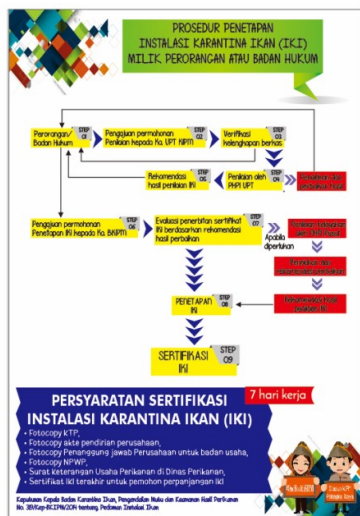 PROSEDUR PENETAPAN
INSTALASI KARANTINA IKAN (IKI)
MILIK PERORANGAN ATAU BADAN HUKUM
Perorangan/
Badan Hukum
STEP
01
Pengajuan permohonan
Penilaian kepada Ka. UPT KIPM
STEP
02
Verifikasi
kelengkapan berkas
STEP
03
Rekomendasi
hasil penilaian IKI
STEP
05
Penilaian oleh
PHPI UPT
STEP
04
Pengajuan permohonan
Penetapan IKI kepada Ka. BKIPM
STEP
06
Evaluasi penerbitan sertifikat
IKI berdasarkan rekomendasi
hasil perbaikan
STEP
07
Apabila
diperlukan
PENETAPAN
IKI
STEP
08
SERTIFIKASI
IKI
STEP
09
7 hari kerja
PERSYARATAN SERTIFIKASI
INSTALASI KARANTINA IKAN (IKI)
• Fotocopy KTP,
• Fotocopy akte pendirian perusahaan,
• Fotocopy Penanggung jawab Perusahaan untuk badan usaha,
• Fotocopy NPWP,
• Surat keterangan Usaha Perikanan di Dinas Perikanan,
• Sertifikat IKI terakhir untuk pemohon perpanjangan IKI
Keputusan Kepala Badan Karantina Ikan, Pengendalian Mutu dan Keamanan Hasil Perikanan
tentang Pedoman Instalasi Ikan